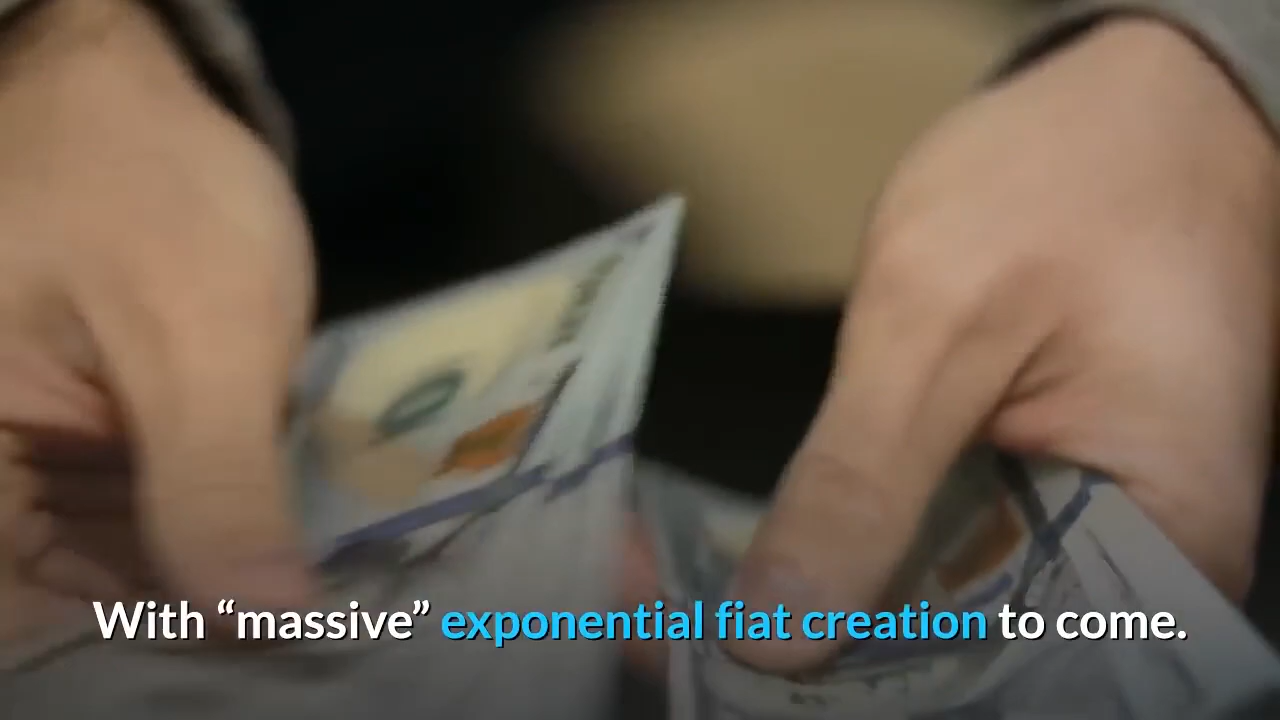 With “massive” exponential fiat creation to come.